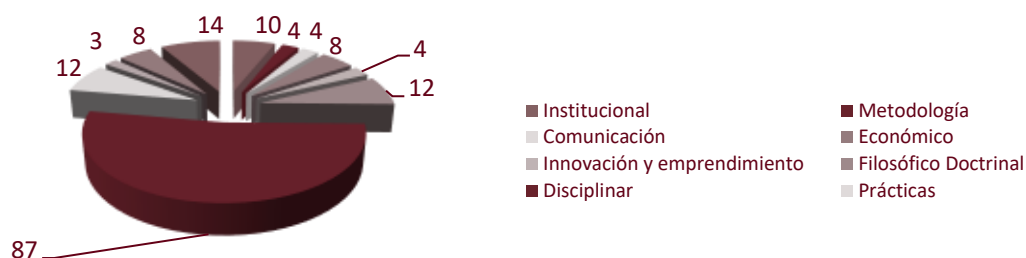 14
10
4
4
8
3
8
4
12
12
87
Institucional
Metodología
Comunicación
Económico
Innovación y emprendimiento
Filosófico Doctrinal
Disciplinar
Prácticas